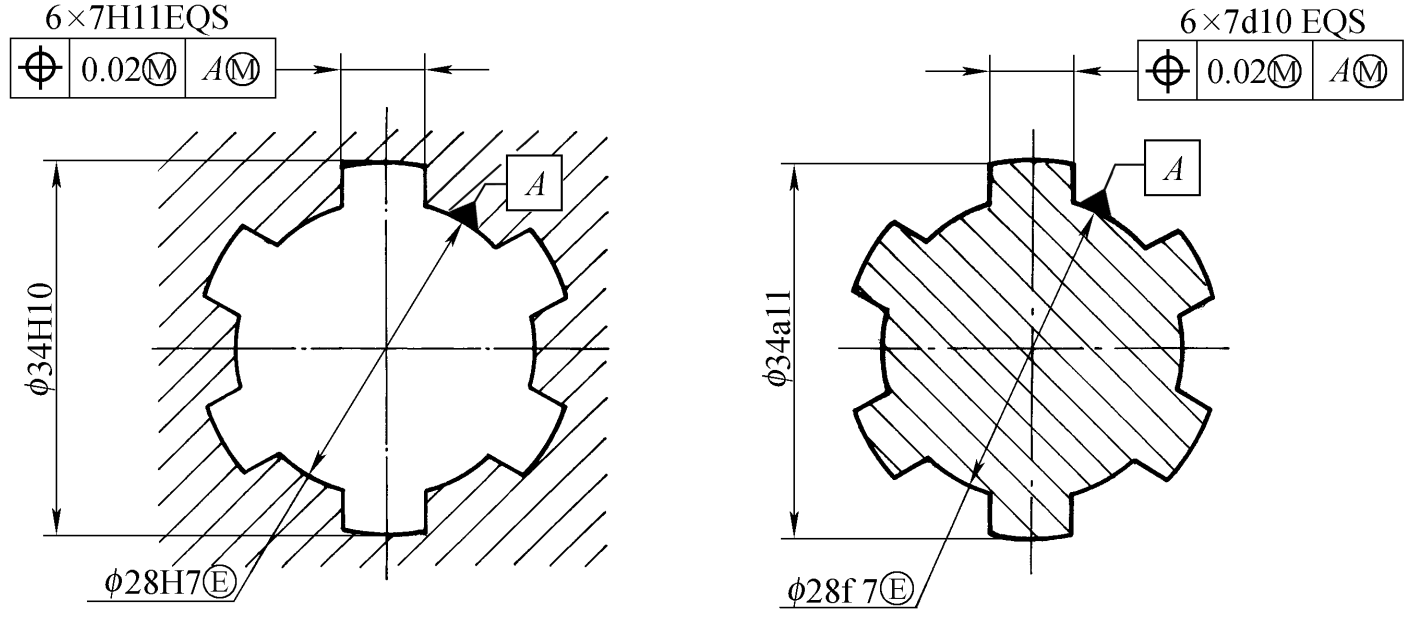 6×7H11EQS
⌖ 0.02Ⓜ AⓂ
A
ϕ34H10
ϕ28H7Ⓔ
6×7d10 EQS
⌖ 0.02Ⓜ AⓂ
A
ϕ34a11
ϕ28f 7Ⓔ